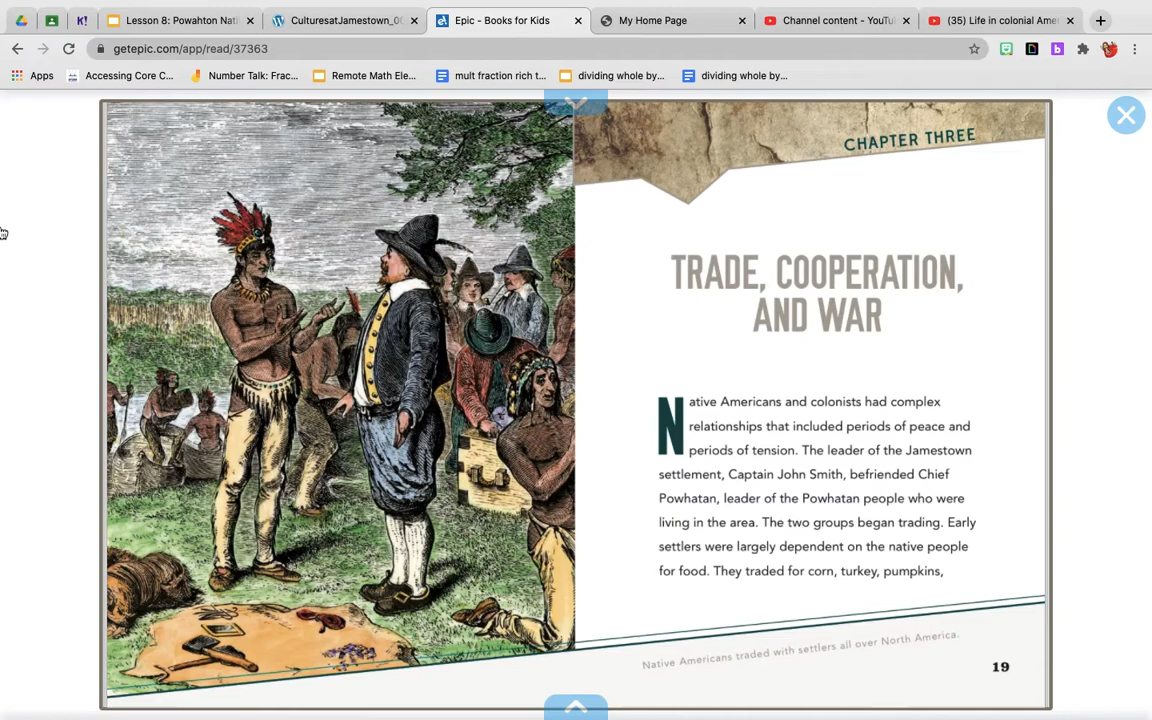 K!
Lesson 8: Powahton Nati
CulturesatJamestown_00
Epic - Books for Kids
My Home Page
Channel content - YouTu
(35) Life in colonial Ame
getepic.com/app/read/37363
Apps
Accessing Core C...
Number Talk: Frac...
Remote Math Ele...
mult fraction rich t...
dividing whole by...
dividing whole by...
CHAPTER THREE
TRADE, COOPERATION,
AND WAR
Native Americans and colonists had complex
relationships that included periods of peace and
periods of tension. The leader of the Jamestown
settlement, Captain John Smith, befriended Chief
Powhatan, leader of the Powhatan people who were
living in the area. The two groups began trading. Early
settlers were largely dependent on the native people
for food. They traded for corn, turkey, pumpkins,
Native Americans traded with settlers all over North America.
19